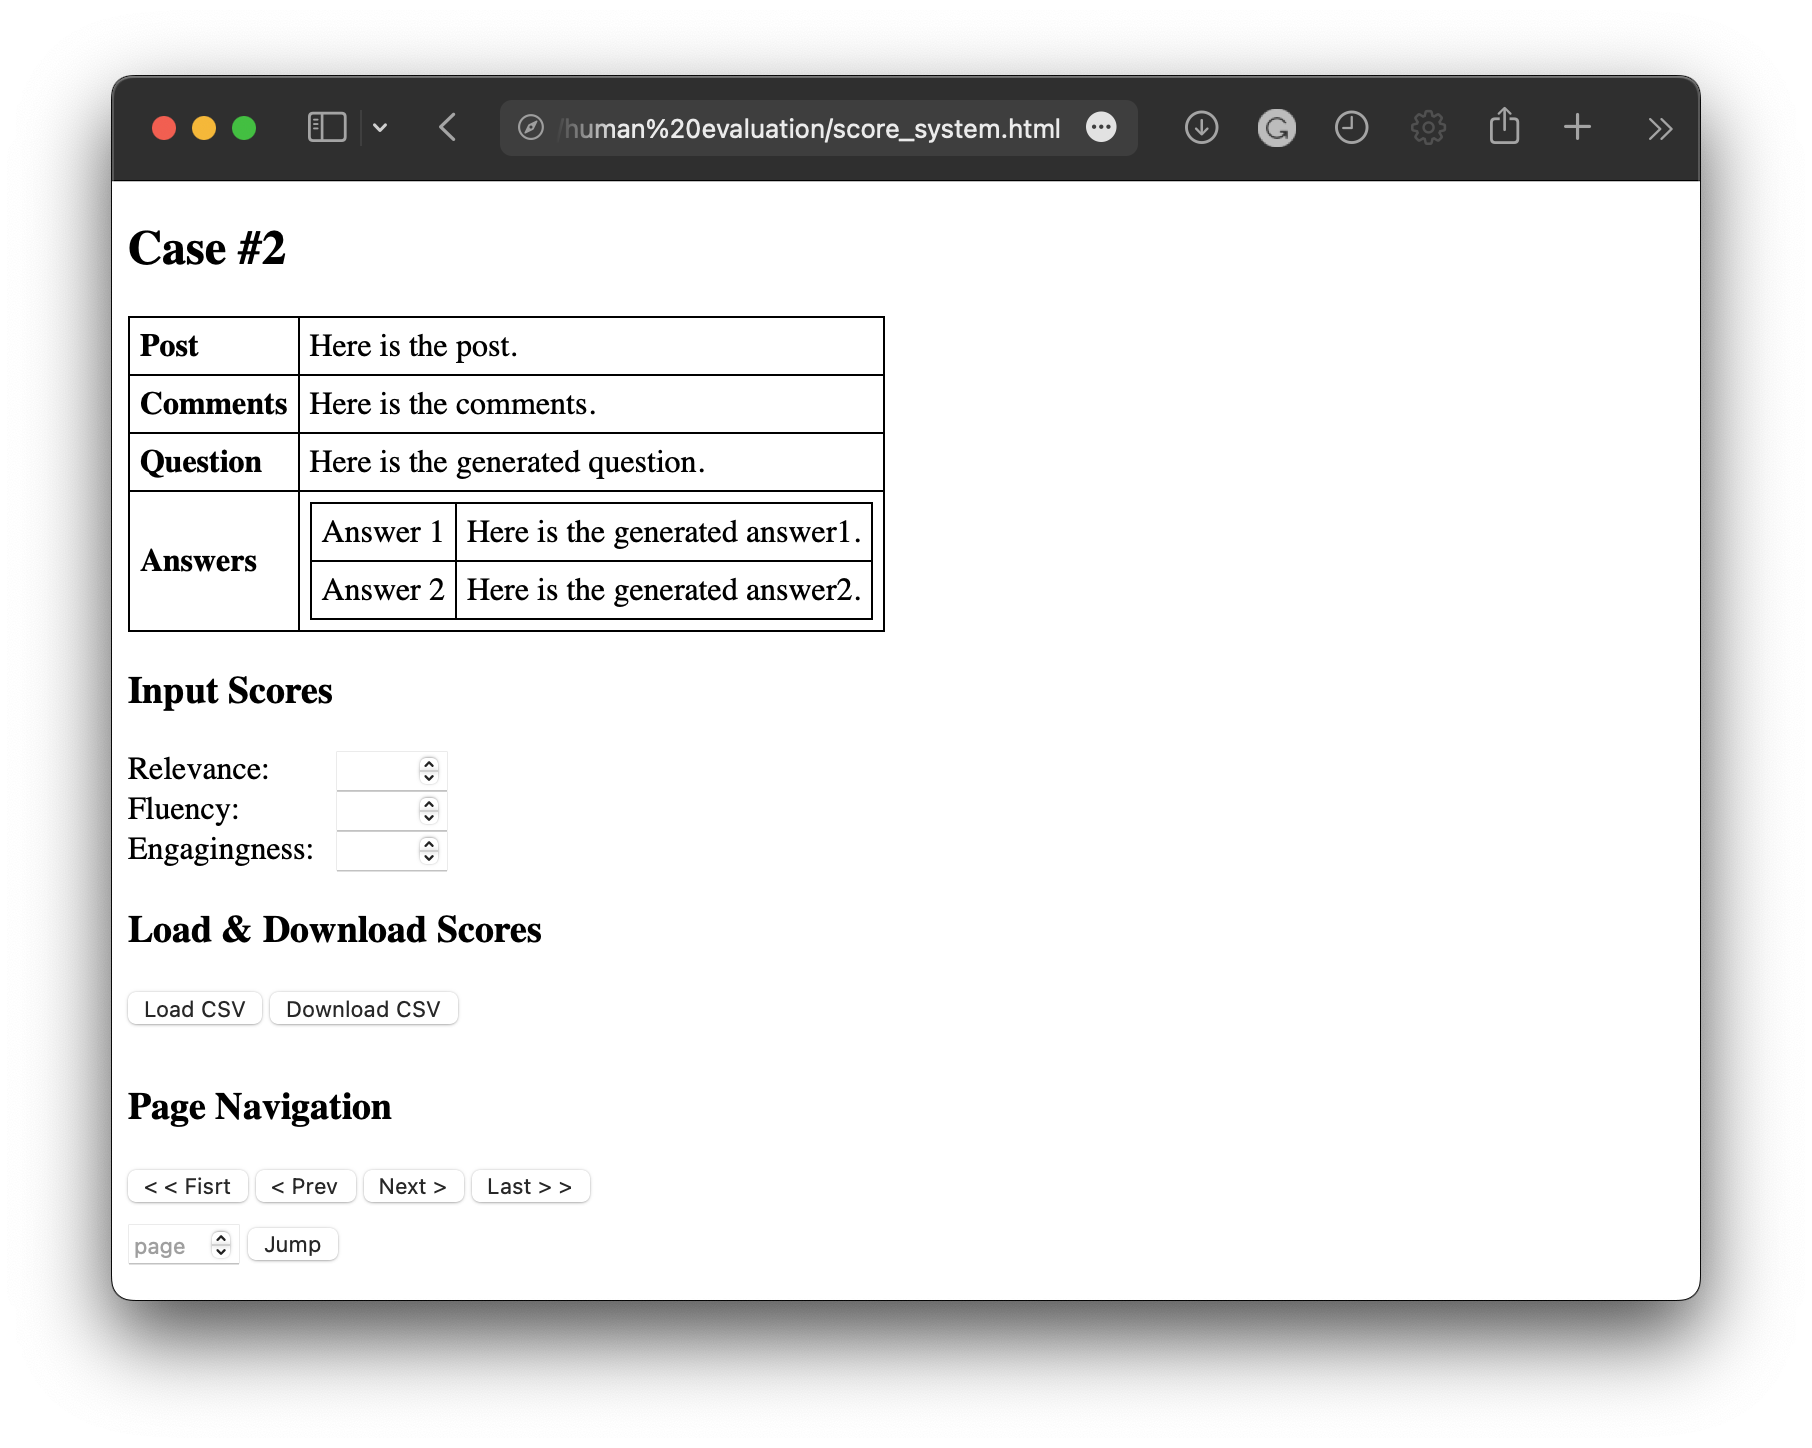 /human%20evaluation/score_system.html
Case #2
Post Here is the post.
Comments Here is the comments.
Question Here is the generated question.
Answers
Answer 1 Here is the generated answer1.
Answer 2 Here is the generated answer2.
Input Scores
Relevance:
Fluency:
Engagingness:
Load & Download Scores
Load CSV Download CSV
Page Navigation
< < Fisrt < Prev Next > Last > >
page Jump